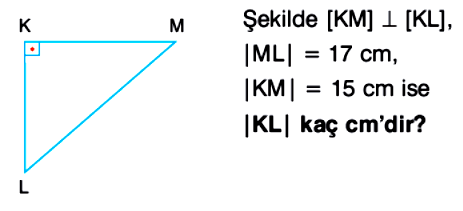 K M
L
Şekilde [KM] ⊥ [KL],
|ML| = 17 cm,
|KM| = 15 cm ise
|KL| kaç cm'dir?